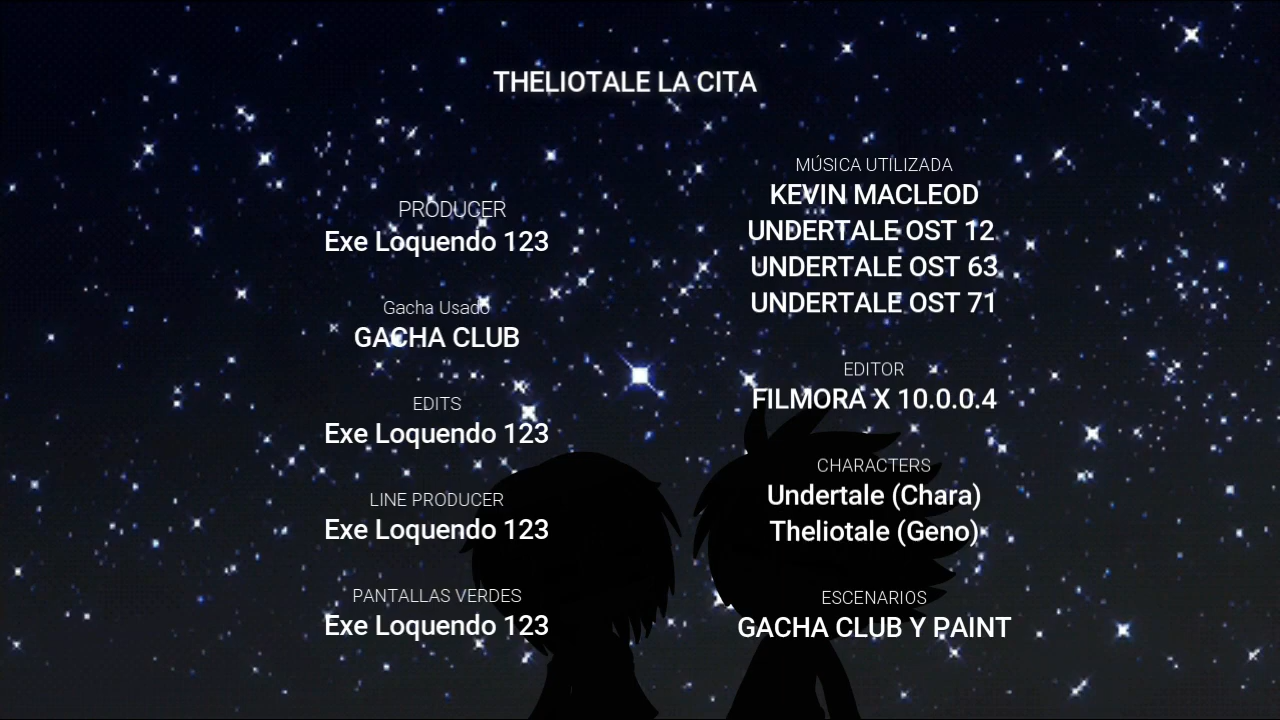 THELIOTALE LA CITA
PRODUCER
Exe Loquendo 123
Gacha Usado
GACHA CLUB
EDITS
Exe Loquendo 123
LINE PRODUCER
Exe Loquendo 123
PANTALLAS VERDES
Exe Loquendo 123
MÚSICA UTILIZADA
KEVIN MACLEOD
UNDERTALE OST 12
UNDERTALE OST 63
UNDERTALE OST 71
EDITOR
FILMORA X 10.0.0.4
CHARACTERS
Undertale (Chara)
Theliotale (Geno)
ESCENARIOS
GACHA CLUB Y PAINT